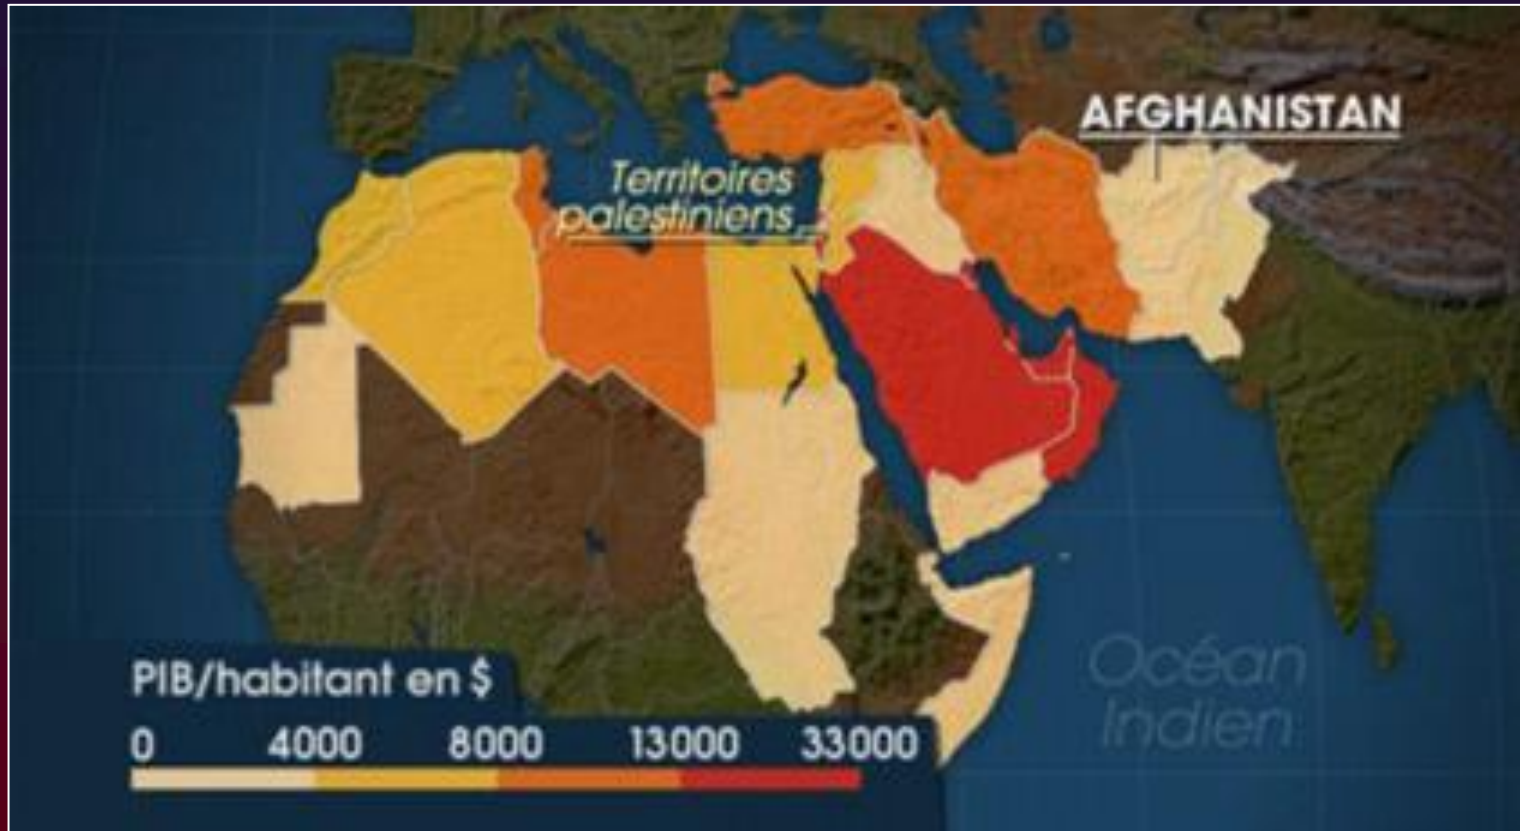 AFGHANISTAN
Territoires
palestiniens
Océan
Indien
PIB/habitant en $
0 4000 8000 13000 33000